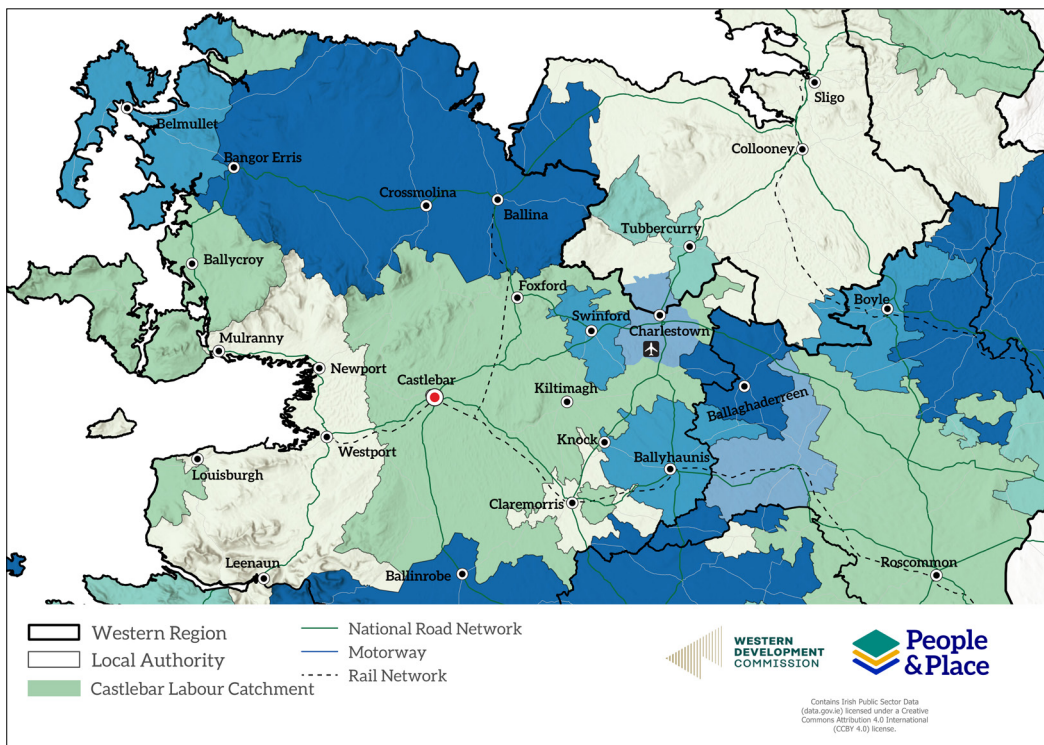 Sligo
Belmullet
Collooney
Bangor Erris
Crossmolina
Ballina
Tubbercurry
Ballycroy
Foxford
Boyle
Swinford
Charlestown
Mulranny
Newport
Castlebar
Kiltimagh
Ballaghaderreen
Knock
Westport
Ballyhaunis
Louisburgh
Claremorris
Leenaun
Ballinrobe
Roscommon
Western Region
Local Authority
Castlebar Labour Catchment
National Road Network
Motorway
Rail Network
WESTERN
DEVELOPMENT
COMMISSION
People
&Place
Contains Irish Public Sector Data
(data.gov.ie) licensed under a Creative
Commons Attribution 4.0 International
(CCBY 4.0) license.